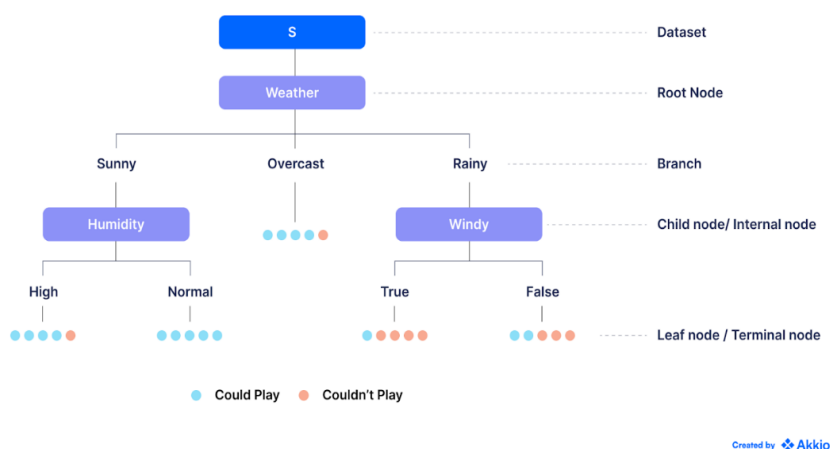 S
Dataset
Weather
Root Node
Sunny
Overcast
Rainy
Branch
Humidity
Windy
Child node/ Internal node
High
Normal
True
False
Leaf node / Terminal node
Could Play
Couldn't Play
Created by Akkio